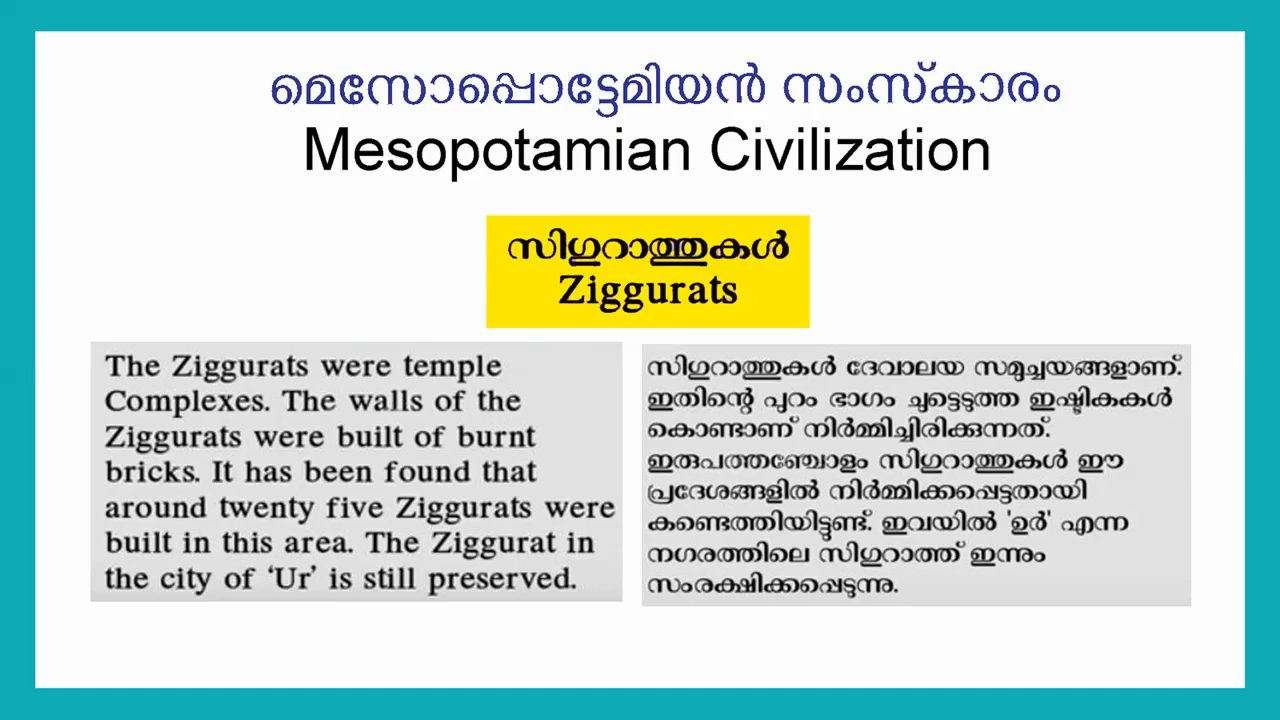 മെസോപ്പൊട്ടേമിയൻ സംസ്കാരം
Mesopotamian Civilization
സിഗുറാത്തുകൾ
Ziggurats
The Ziggurats were temple
Complexes. The walls of the
Ziggurats were built of burnt
bricks. It has been found that
around twenty five Ziggurats were
built in this area. The Ziggurat in
the city of ‘Ur’ is still preserved.
സിഗുറാത്തുകൾ ദേവാലയ സമുച്ചയങ്ങളാണ്.
ഇതിന്റെ പുറം ഭാഗം ചുട്ടെടുത്ത ഇഷ്ടികകൾ
കൊണ്ടാണ് നിർമ്മിച്ചിരിക്കുന്നത്.
ഇരുപത്തഞ്ചോളം സിഗുറാത്തുകൾ ഈ
പ്രദേശങ്ങളിൽ നിർമ്മിക്കപ്പെട്ടതായി
കണ്ടെത്തിയിട്ടുണ്ട്. ഇവയിൽ 'ഉർ' എന്ന
നഗരത്തിലെ സിഗുറാത്ത് ഇന്നും
സംരക്ഷിക്കപ്പെടുന്നു.